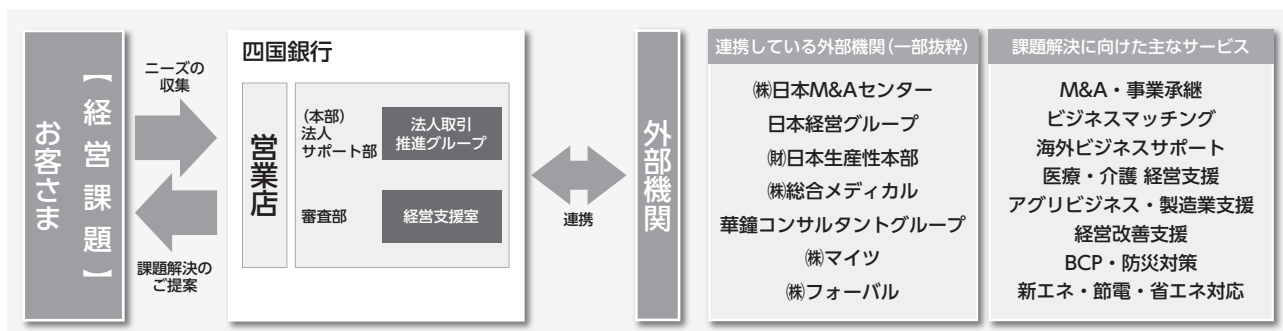 お客さま
【経営課題】
ニーズの
収集
課題解決の
ご提案
四国銀行
営業店
(本部)
法人
サポート部
法人取引
推進グループ
審査部
経営支援室
連携
外部機関
連携している外部機関(一部抜粋)
㈱日本M&Aセンター
日本経営グループ
㈶日本生産性本部
㈱総合メディカル
華鐘コンサルタントグループ
㈱マイツ
㈱フォーバル
課題解決に向けた主なサービス
M&A・事業承継
ビジネスマッチング
海外ビジネスサポート
医療・介護 経営支援
アグリビジネス・製造業支援
経営改善支援
BCP・防災対策
新エネ・節電・省エネ対応